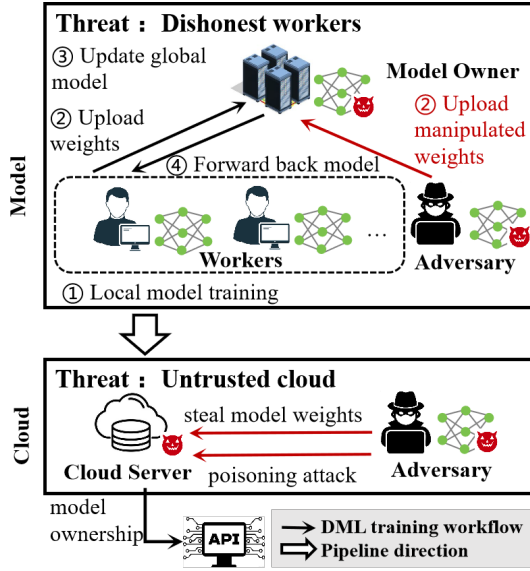 Threat： Dishonest workers
③ Update global
model
Model Owner
② Upload
weights
② Upload
manipulated
weights
④ Forward back model
Model
Workers
...
Adversary
① Local model training
Threat： Untrusted cloud
Cloud
steal model weights
Cloud Server
poisoning attack
Adversary
model
ownership
API
DML training workflow
Pipeline direction